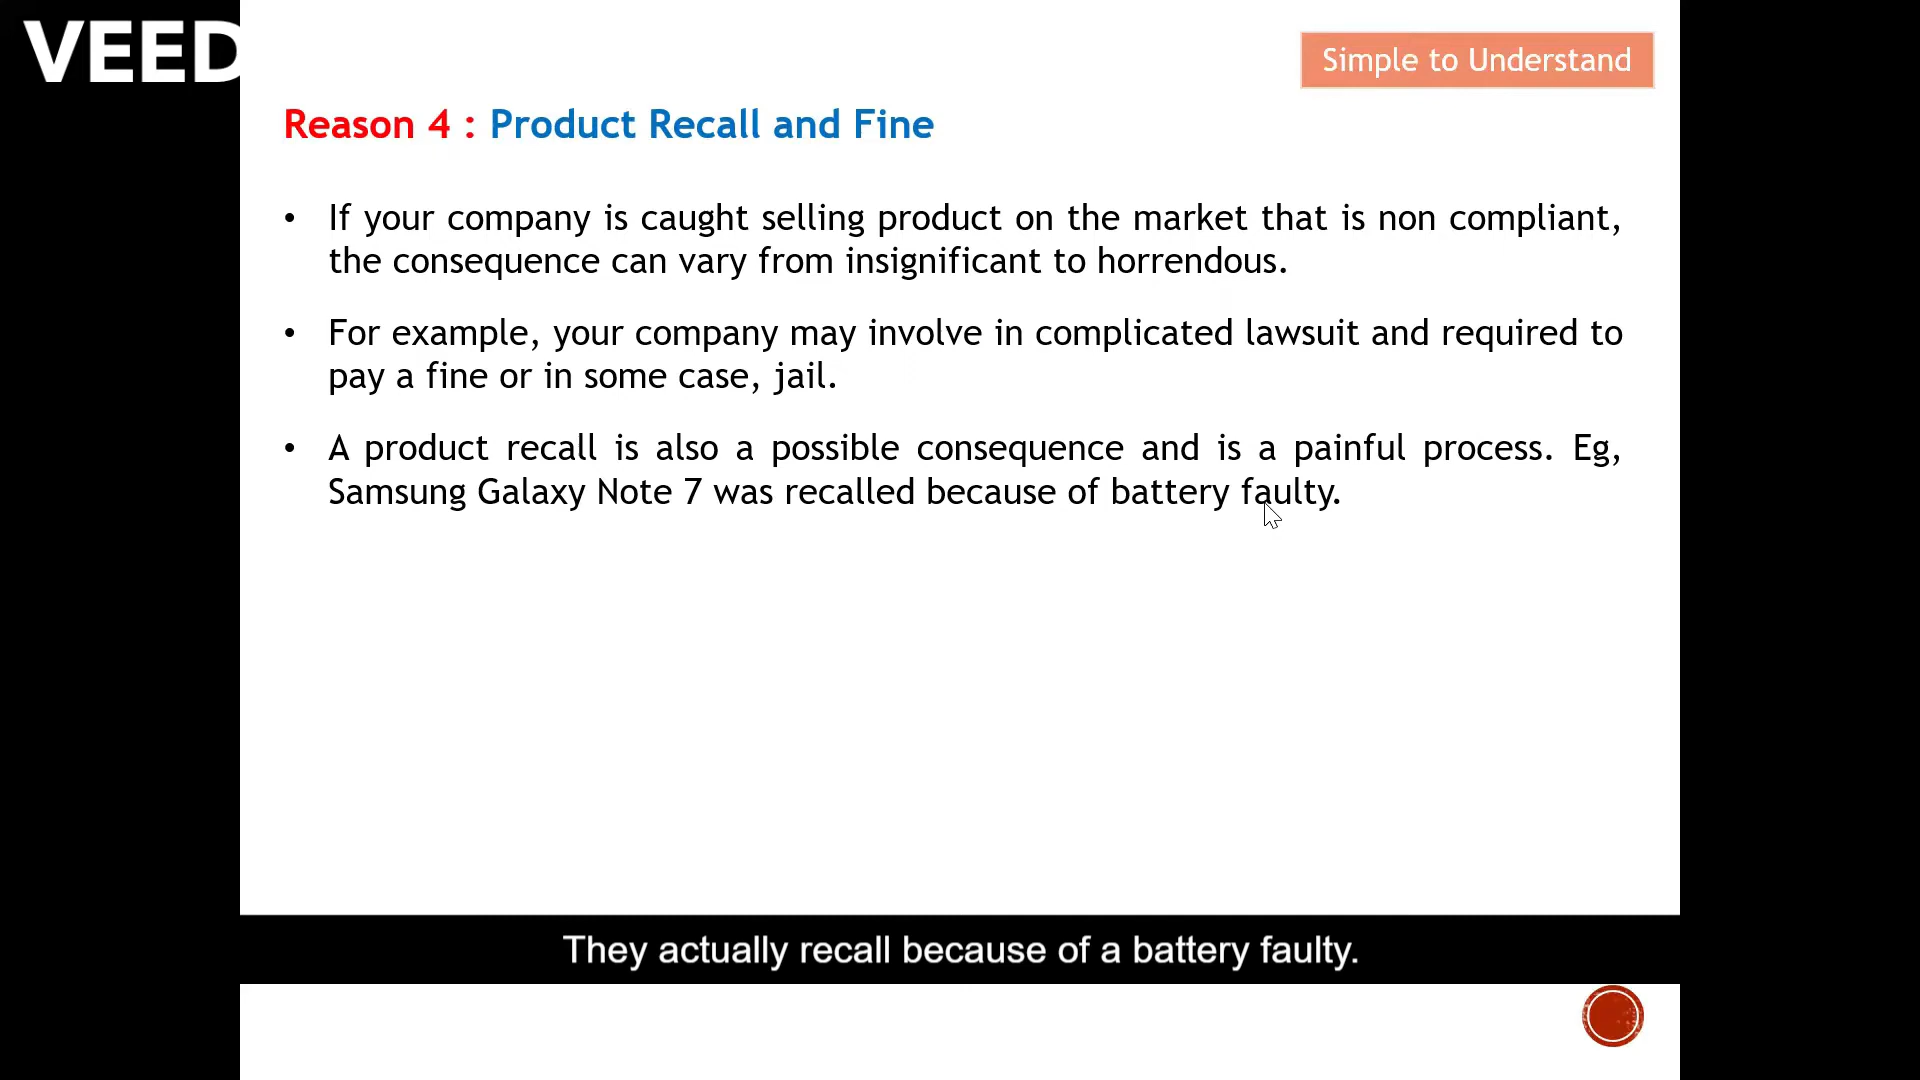 VEED
Simple to Understand
Reason 4 : Product Recall and Fine
• If your company is caught selling product on the market that is non compliant,
the consequence can vary from insignificant to horrendous.
• For example, your company may involve in complicated lawsuit and required to
pay a fine or in some case, jail.
• A product recall is also a possible consequence and is a painful process. Eg,
Samsung Galaxy Note 7 was recalled because of battery faulty.
They actually recall because of a battery faulty.